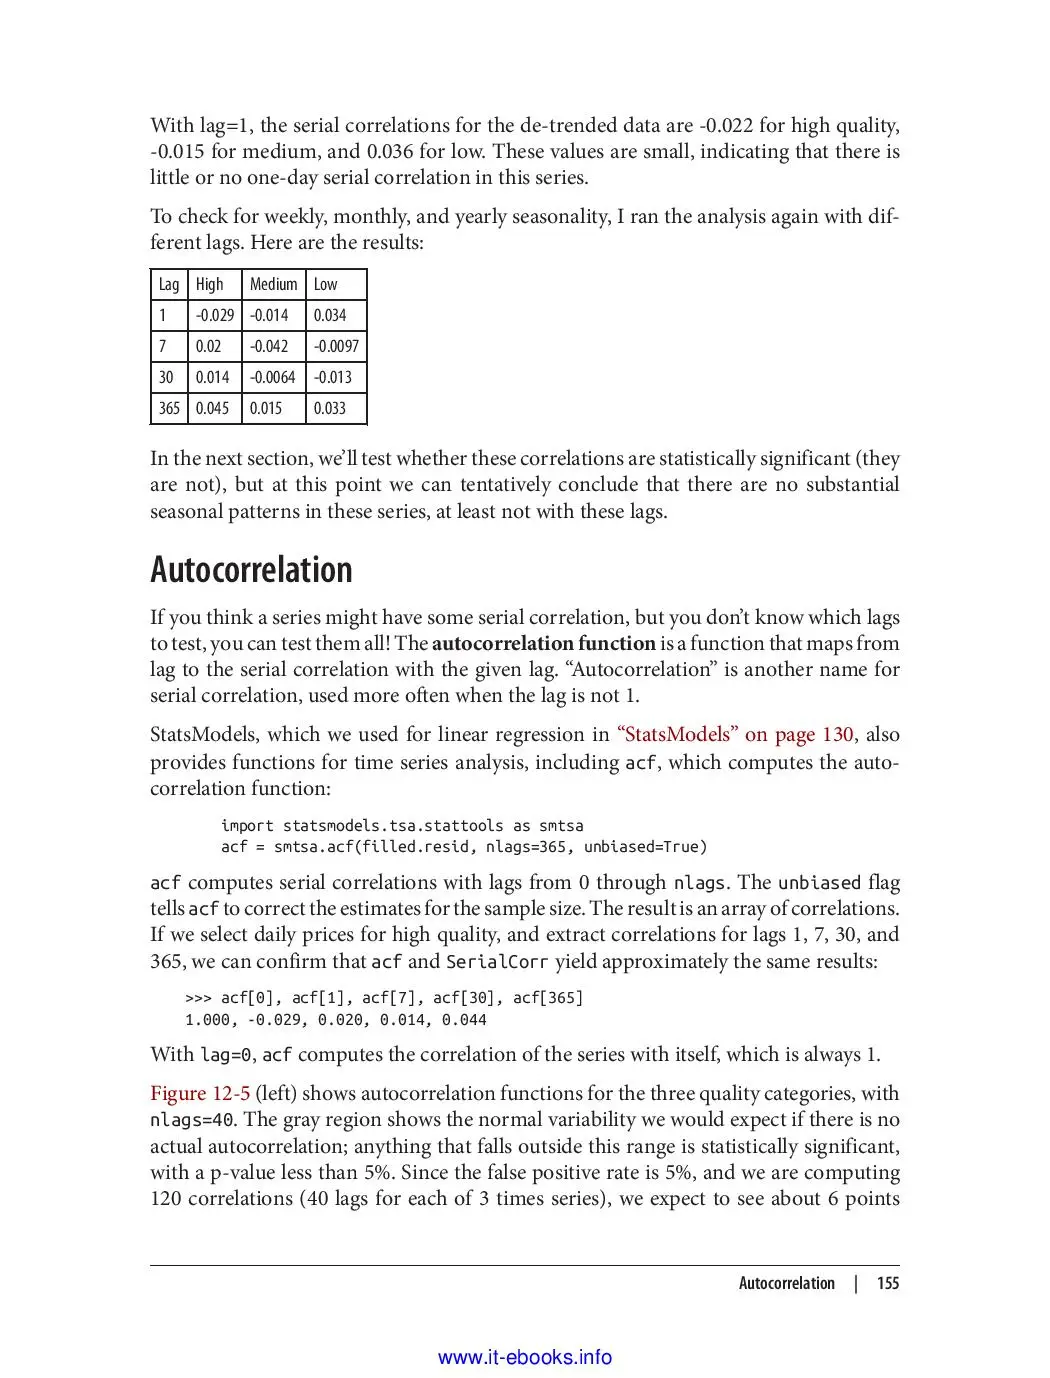 With lag=1, the serial correlations for the de-trended data are -0.022 for high quality,
-0.015 for medium, and 0.036 for low. These values are small, indicating that there is
little or no one-day serial correlation in this series.
To check for weekly, monthly, and yearly seasonality, I ran the analysis again with dif-
ferent lags. Here are the results:
Lag High Medium Low
1 -0.029 -0.014 0.034
7 0.02 -0.042 -0.0097
30 0.014 -0.0064 -0.013
365 0.045 0.015 0.033
In the next section, we’ll test whether these correlations are statistically significant (they
are not), but at this point we can tentatively conclude that there are no substantial
seasonal patterns in these series, at least not with these lags.
Autocorrelation
If you think a series might have some serial correlation, but you don’t know which lags
to test, you can test them all! The autocorrelation function is a function that maps from
lag to the serial correlation with the given lag. “Autocorrelation” is another name for
serial correlation, used more often when the lag is not 1.
StatsModels, which we used for linear regression in “StatsModels” on page 130, also
provides functions for time series analysis, including acf, which computes the auto-
correlation function:
import statsmodels.tsa.stattools as smtsa
acf = smtsa.acf(filled.resid, nlags=365, unbiased=True)
acf computes serial correlations with lags from 0 through nlags. The unbiased flag
tells acf to correct the estimates for the sample size. The result is an array of correlations.
If we select daily prices for high quality, and extract correlations for lags 1, 7, 30, and
365, we can confirm that acf and SerialCorr yield approximately the same results:
>>> acf[0], acf[1], acf[7], acf[30], acf[365]
1.000, -0.029, 0.020, 0.014, 0.044
With lag=0, acf computes the correlation of the series with itself, which is always 1.
Figure 12-5 (left) shows autocorrelation functions for the three quality categories, with
nlags=40. The gray region shows the normal variability we would expect if there is no
actual autocorrelation; anything that falls outside this range is statistically significant,
with a p-value less than 5%. Since the false positive rate is 5%, and we are computing
120 correlations (40 lags for each of 3 times series), we expect to see about 6 points
Autocorrelation | 155
www.it-ebooks.info